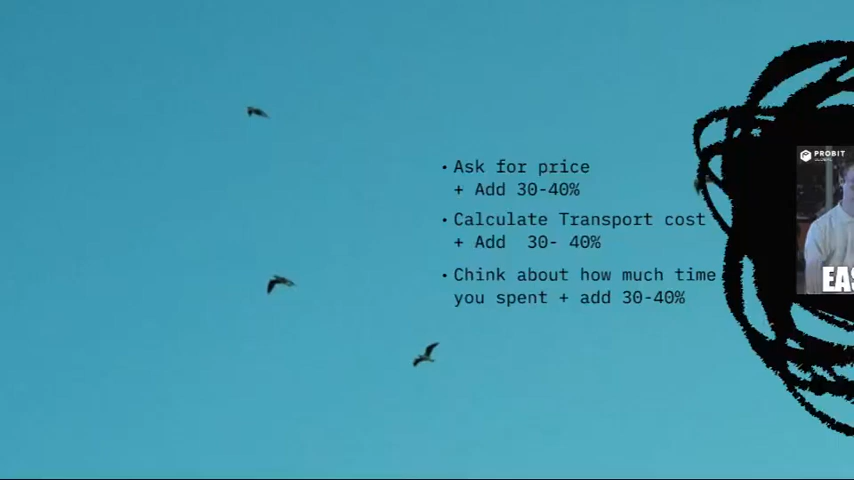 • Ask for price
+ Add 30-40%
• Calculate Transport cost
+ Add  30- 40%
• Chink about how much time
you spent + add 30-40%
PROBIT
GLOBAL
EAS